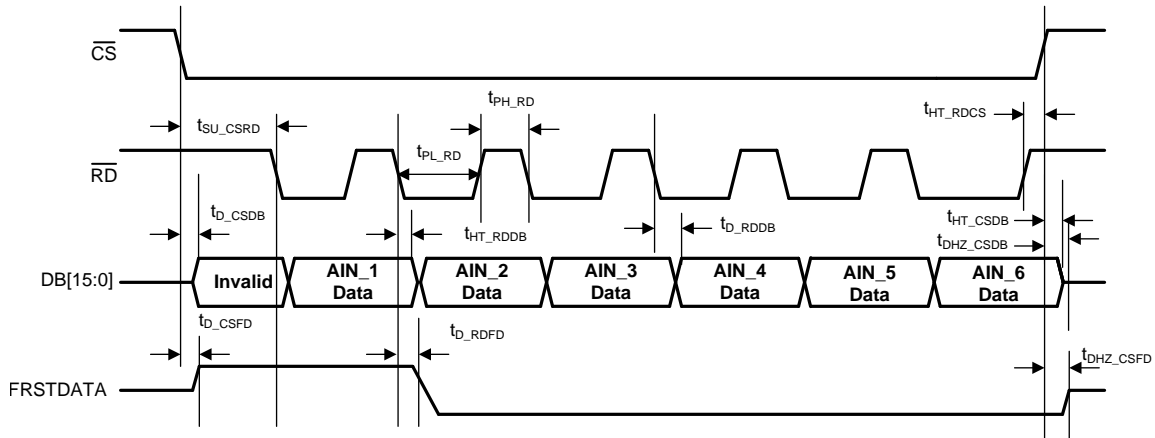 CS
tPH_RD
tHT_RDCS
tSU_CSRD
tPL_RD
RD
tD_CSDB
tHT_RDDB
tD_RDDB
tHT_CSDB
tDHZ_CSDB
DB[15:0]
Invalid
AIN_1
Data
AIN_2
Data
AIN_3
Data
AIN_4
Data
AIN_5
Data
AIN_6
Data
tD_CSFD
tD_RDFD
tDHZ_CSFD
FRSTDATA